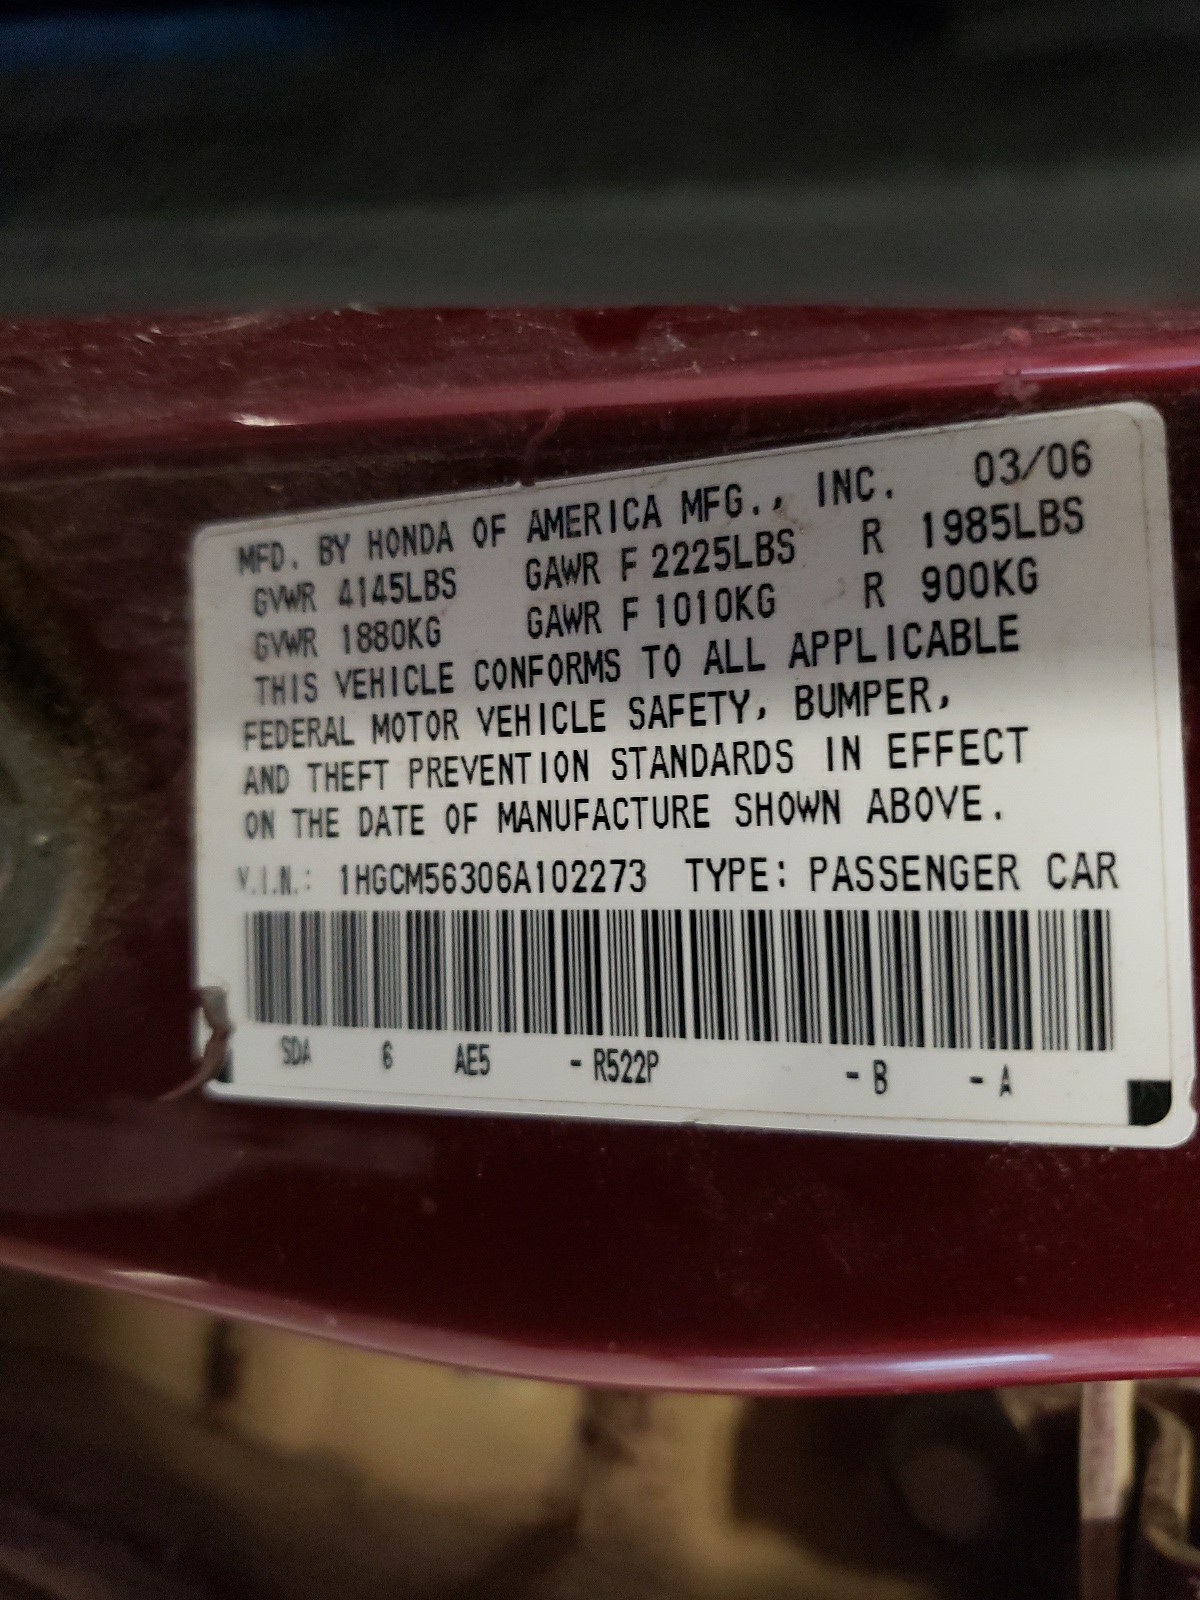 MFD. BY HONDA OF AMERICA MFG., INC. 03/06
GVWR 4145LBS GAWR F 2225LBS R 1985LBS
GVWR 1880KG GAWR F 1010KG R 900KG
THIS VEHICLE CONFORMS TO ALL APPLICABLE
FEDERAL MOTOR VEHICLE SAFETY, BUMPER,
AND THEFT PREVENTION STANDARDS IN EFFECT
ON THE DATE OF MANUFACTURE SHOWN ABOVE.
V.I.N.: 1HGCM56306A102273 TYPE: PASSENGER CAR
SDA 6 AE5 - R522P - B - A